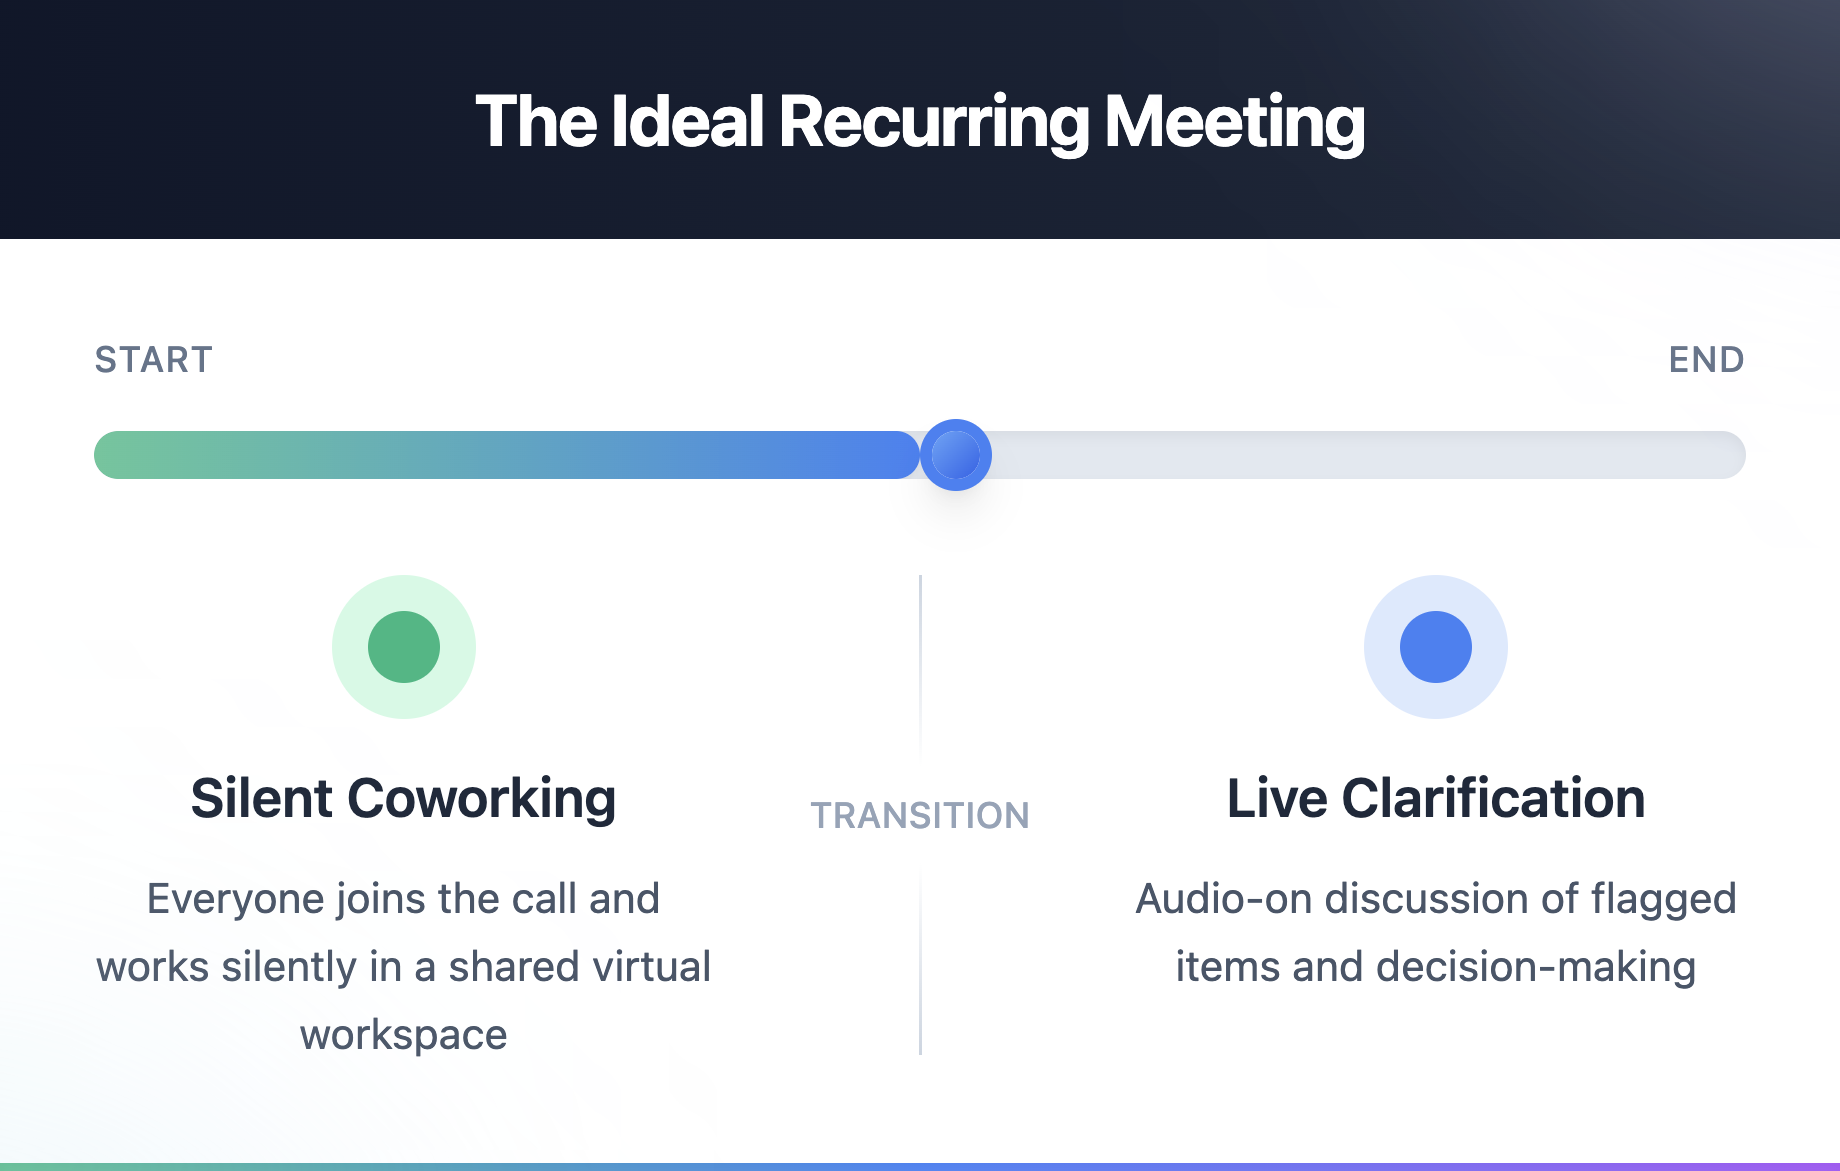 The Ideal Recurring Meeting
START
END
Silent Coworking
Everyone joins the call and
works silently in a shared virtual
workspace
TRANSITION
Live Clarification
Audio-on discussion of flagged
items and decision-making